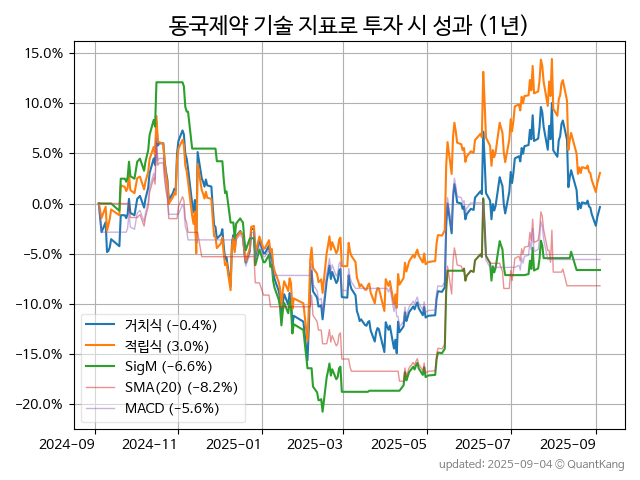 동국제약 기술 지표로 투자 시 성과 (1년)
15.0%
10.0%
5.0%
0.0%
−5.0%
−10.0%
−15.0%
−20.0%
거치식 (−0.4%)
적립식 (3.0%)
SigM (−6.6%)
SMA(20) (−8.2%)
MACD (−5.6%)
2024-09 2024-11 2025-01 2025-03 2025-05 2025-07 2025-09
updated: 2025-09-04 ⓒ QuantKang